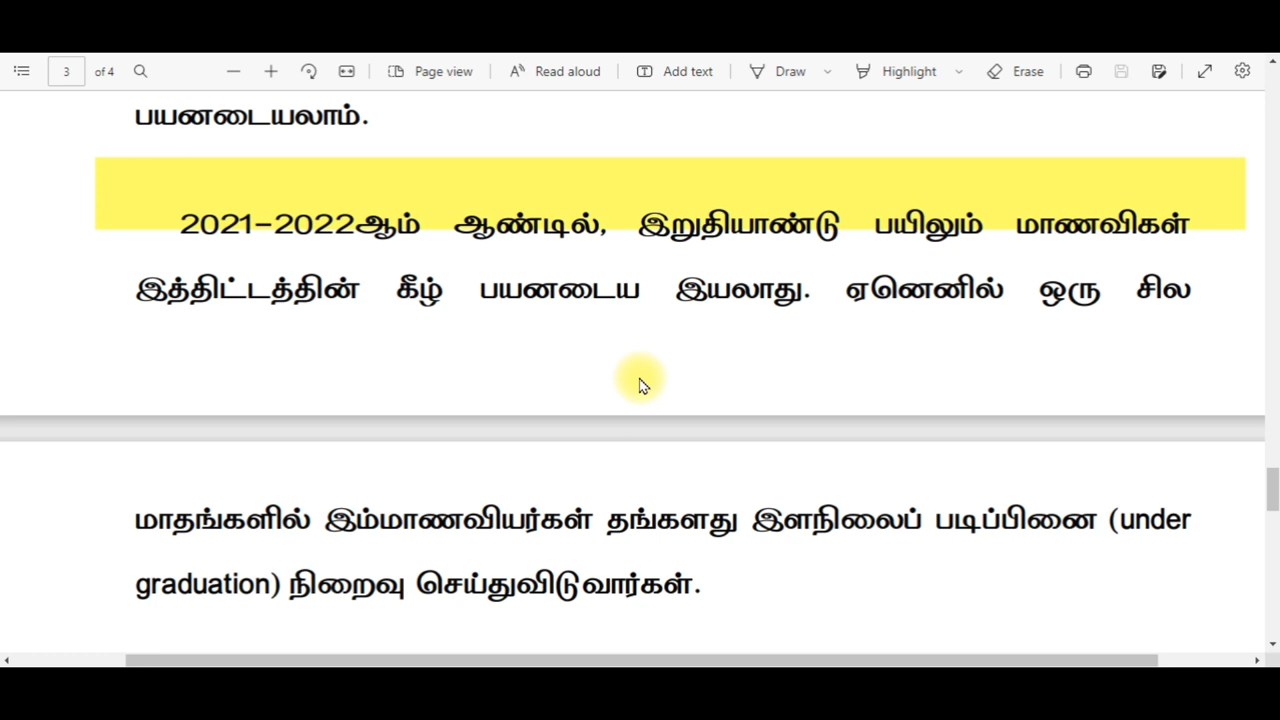 3 of 4 Page view Read aloud Add text Draw Highlight Erase
பயனடையலாம்.
2021-2022ஆம் ஆண்டில், இறுதியாண்டு பயிலும் மாணவிகள்
இத்திட்டத்தின் கீழ் பயனடைய இயலாது. ஏனெனில் ஒரு சில
மாதங்களில் இம்மாணவியர்கள் தங்களது இளநிலைப் படிப்பினை (under
graduation) நிறைவு செய்துவிடுவார்கள்.